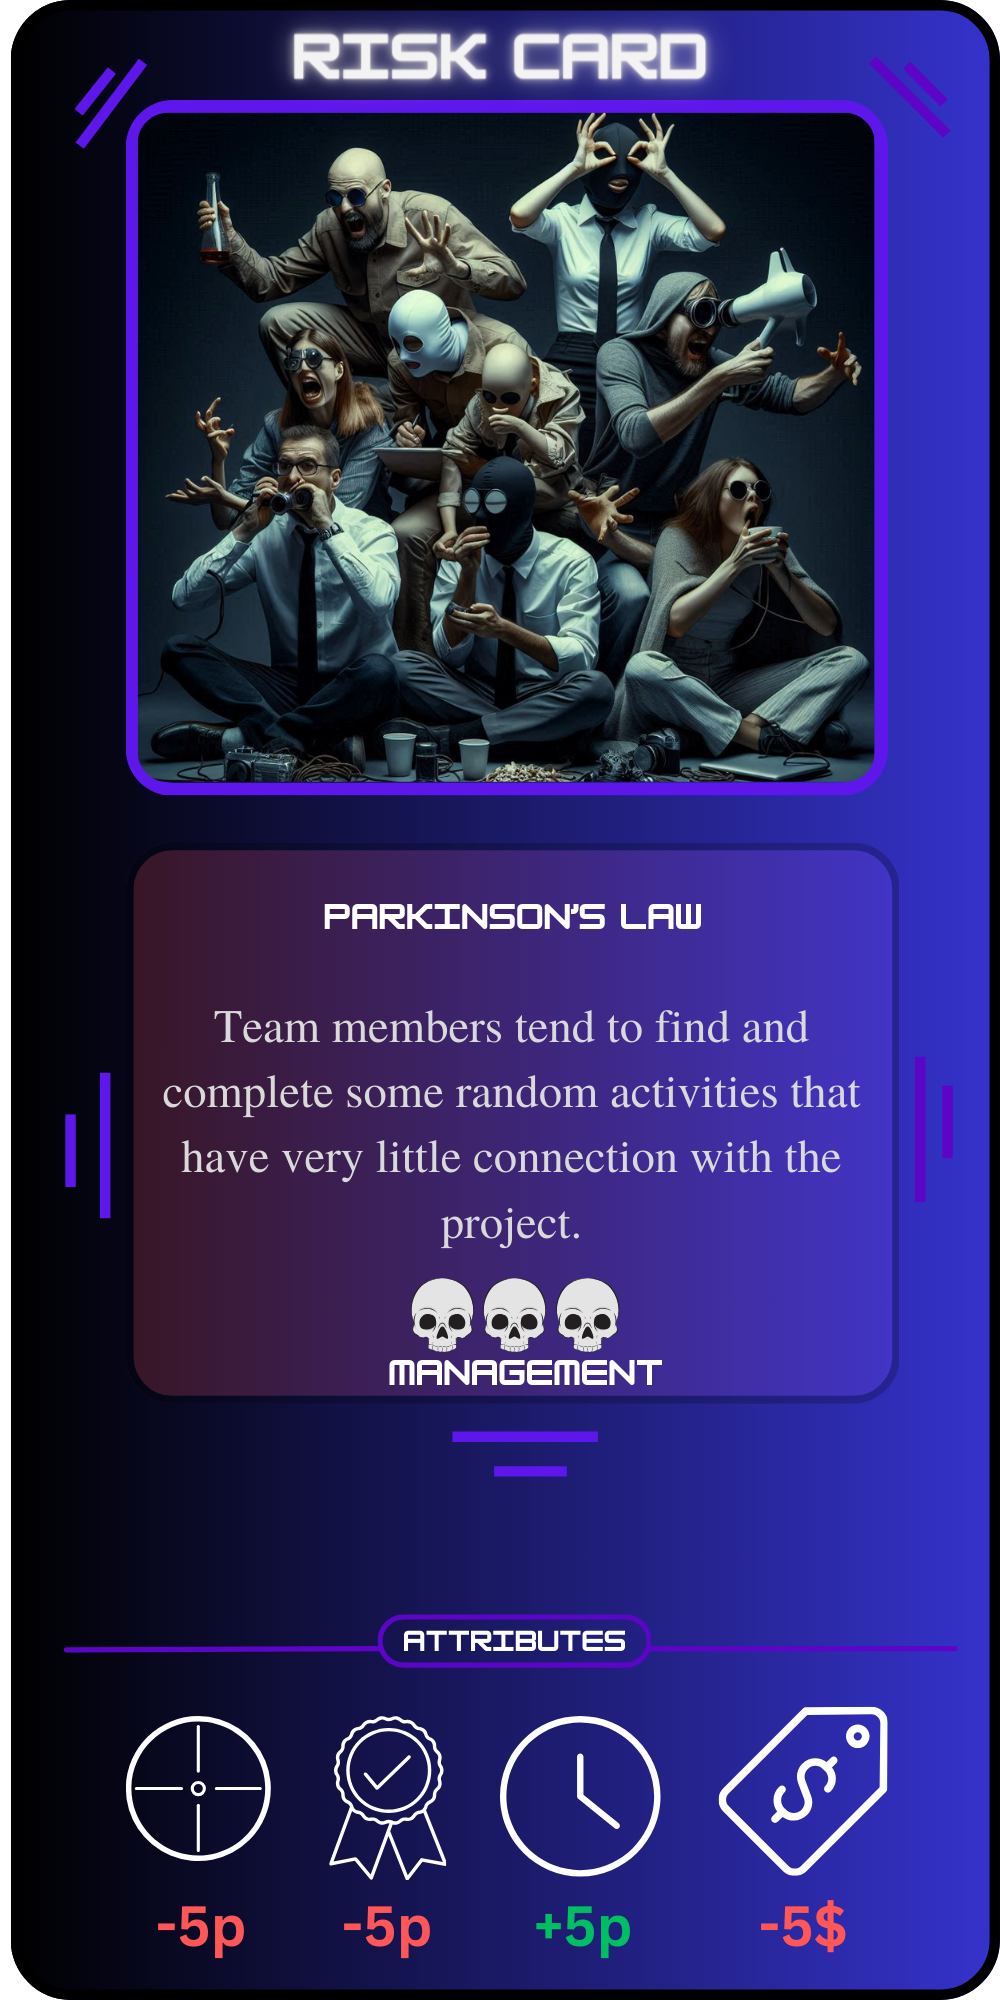 RISK CARD
PARKINSON'S LAW
Team members tend to find and
complete some random activities that
have very little connection with the
project.
MANAGEMENT
ATTRIBUTES
$
-5p -5p +5p -5$